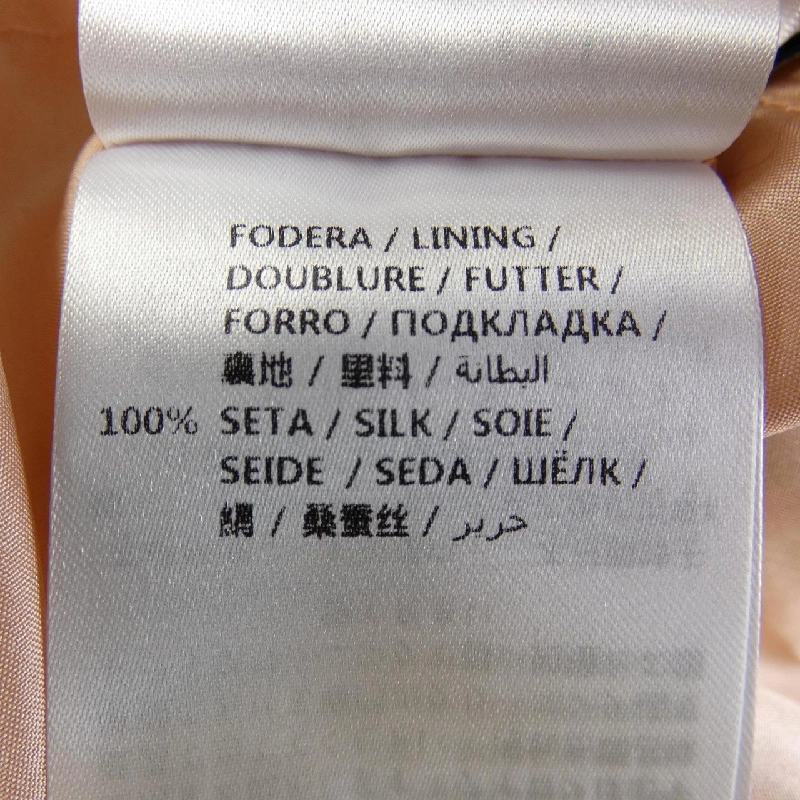 FODERA / LINING /
DOUBLURE / FUTTER /
FORRO / ПОДКЛАДКА /
裏地 / 里料 / البطانة
100% SETA / SILK / SOIE /
SEIDE / SEDA / ШЁЛК /
絹 / 桑蚕丝 / حرير